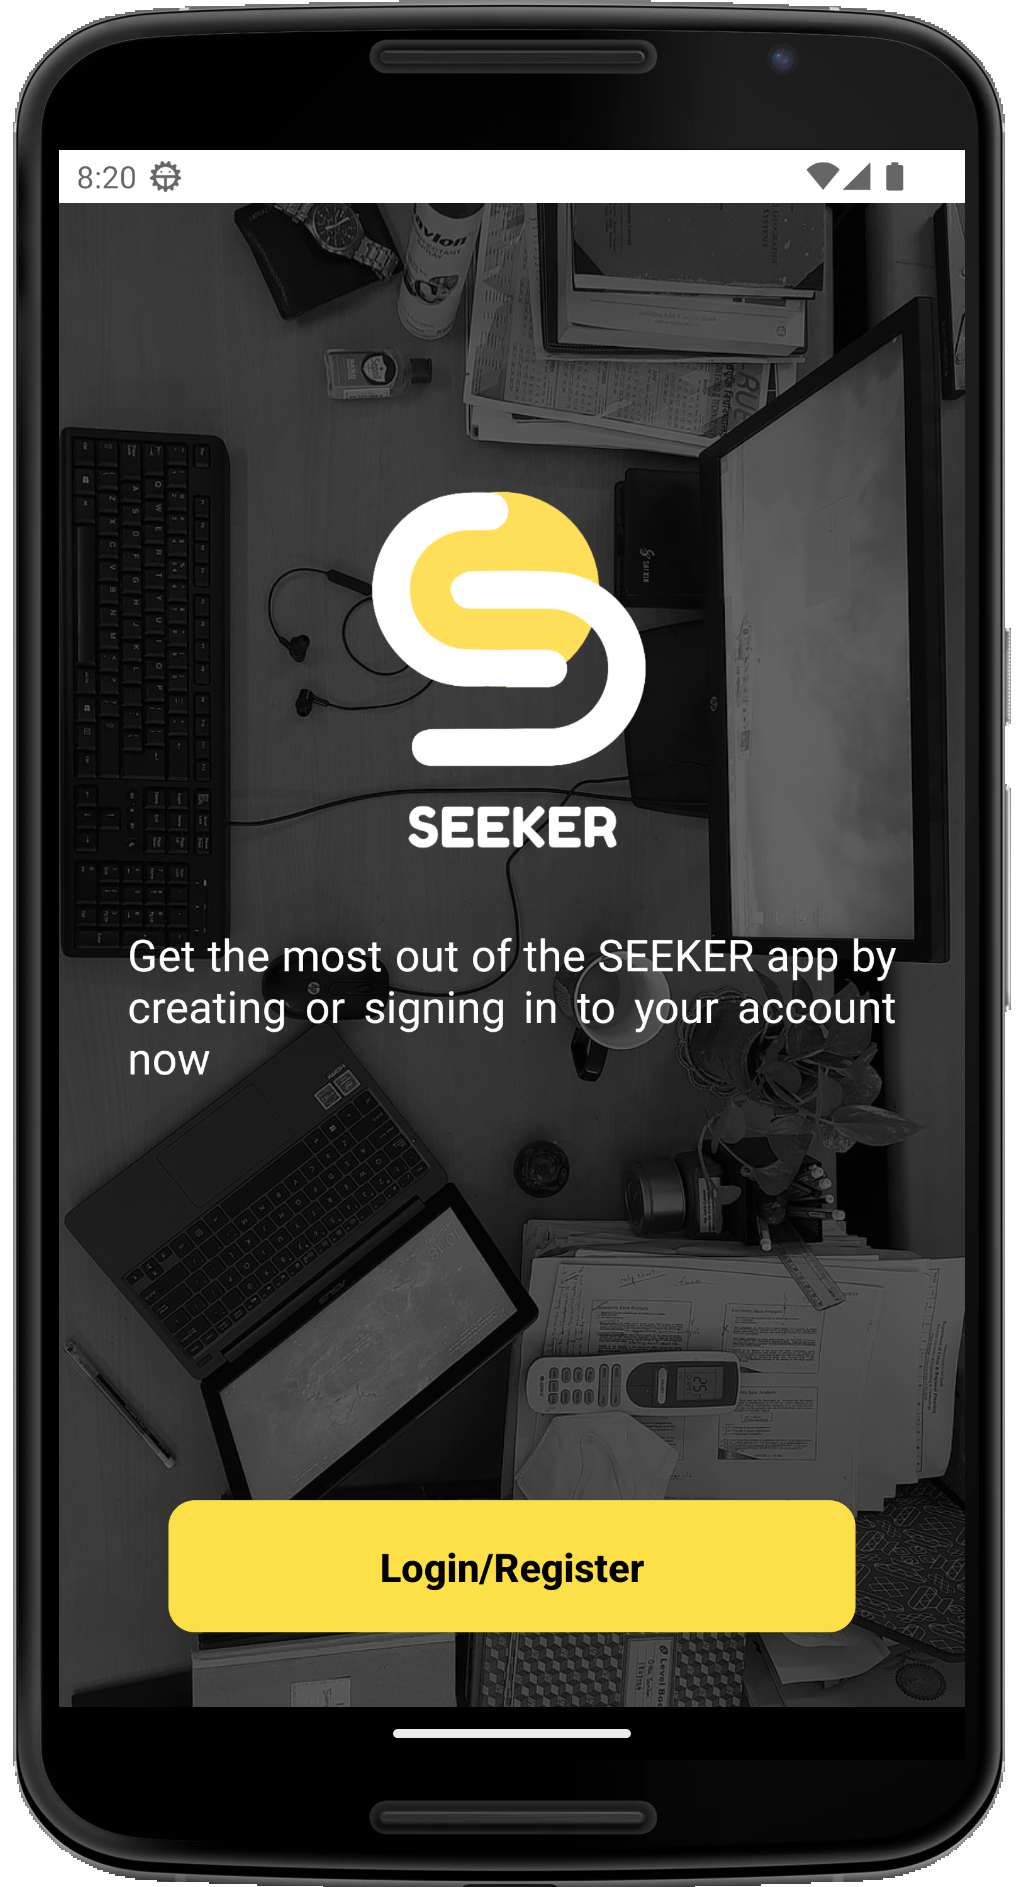 8:20
SEEKER
Get the most out of the SEEKER app by
creating or signing in to your account
now
Login/Register